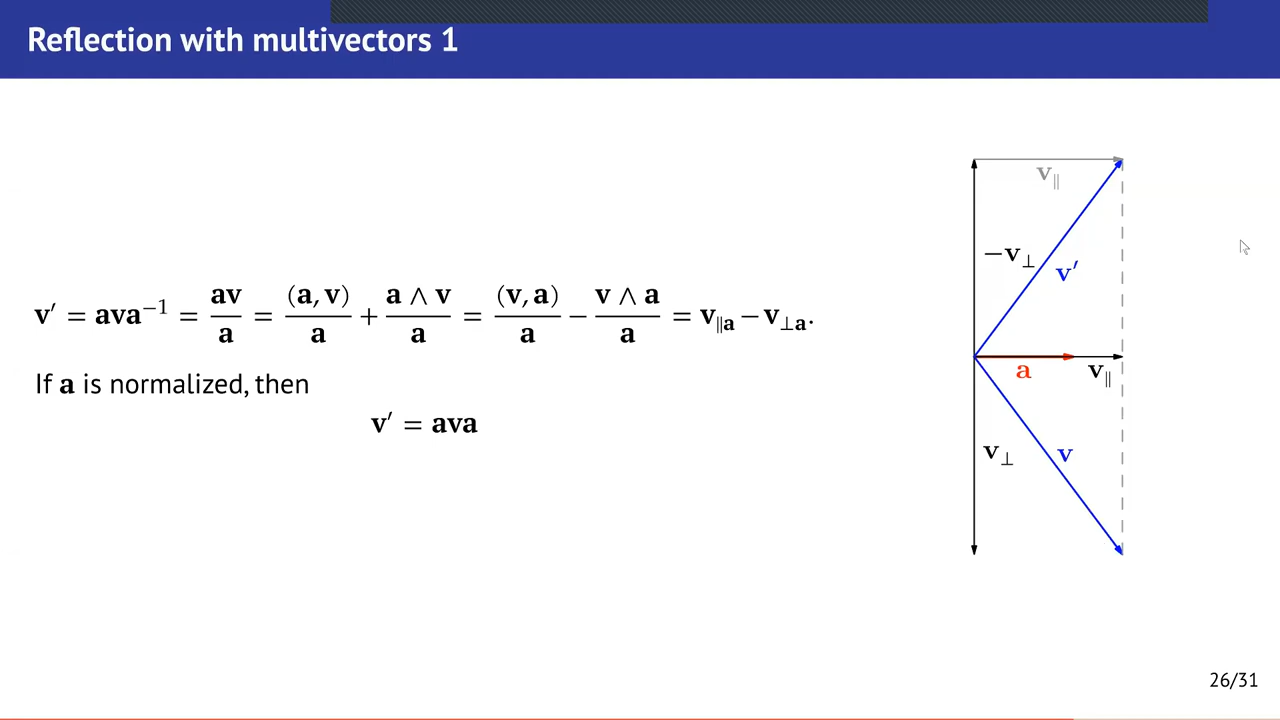 Reflection with multivectors 1
v′ = ava⁻¹ = av/a = (a, v)/a + a ∧ v/a = (v, a)/a − v ∧ a/a = v∥a − v⊥a.
If a is normalized, then
v′ = ava
v∥
−v⊥
v′
a
v∥
v⊥
v
26/31